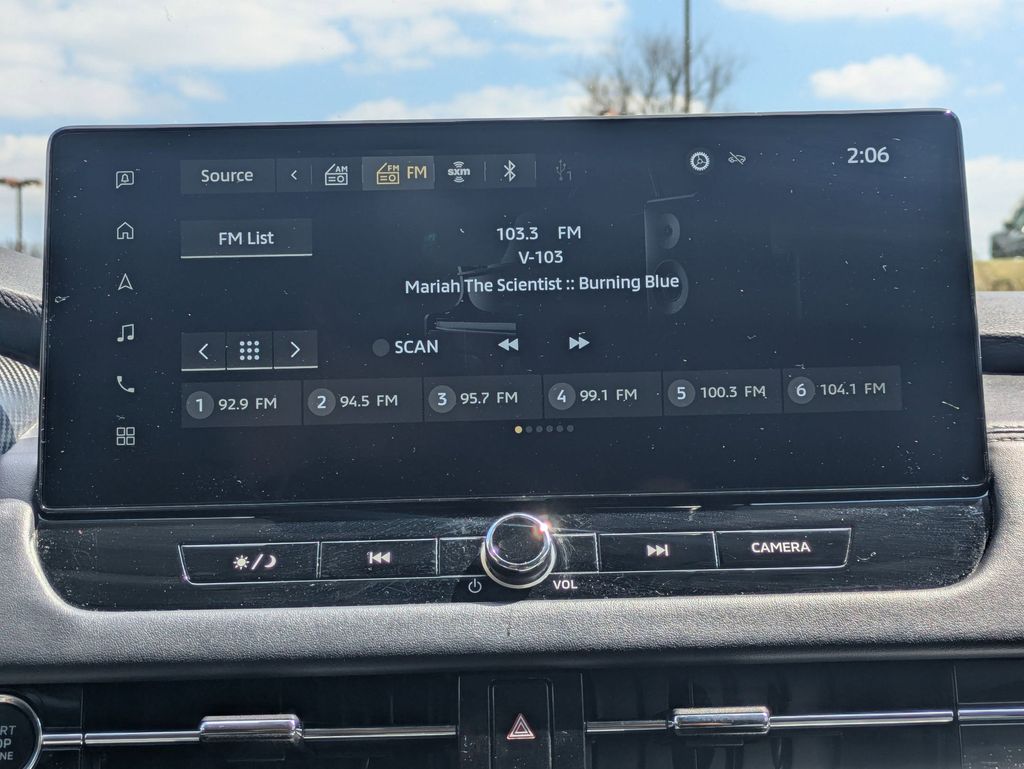 Source AM FM FM sxm 2:06
FM List
103.3 FM
V-103
Mariah The Scientist :: Burning Blue
SCAN
1 92.9 FM 2 94.5 FM 3 95.7 FM 4 99.1 FM 5 100.3 FM 6 104.1 FM
CAMERA
VOL